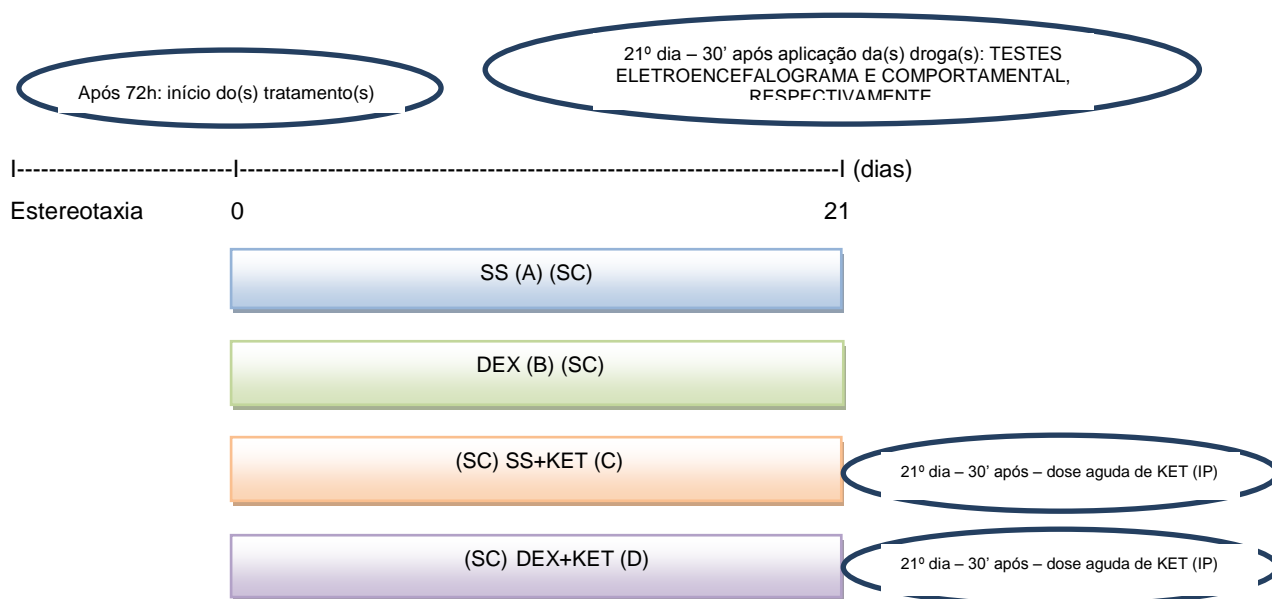 Após 72h: início do(s) tratamento(s)
21º dia – 30’ após aplicação da(s) droga(s): TESTES
ELETROENCEFALOGRAMA E COMPORTAMENTAL,
RESPECTIVAMENTE
I---------------------------I---------------------------------------------------------------------------I (dias)
Estereotaxia 0 21
SS (A) (SC)
DEX (B) (SC)
(SC) SS+KET (C)
21º dia – 30’ após – dose aguda de KET (IP)
(SC) DEX+KET (D)
21º dia – 30’ após – dose aguda de KET (IP)